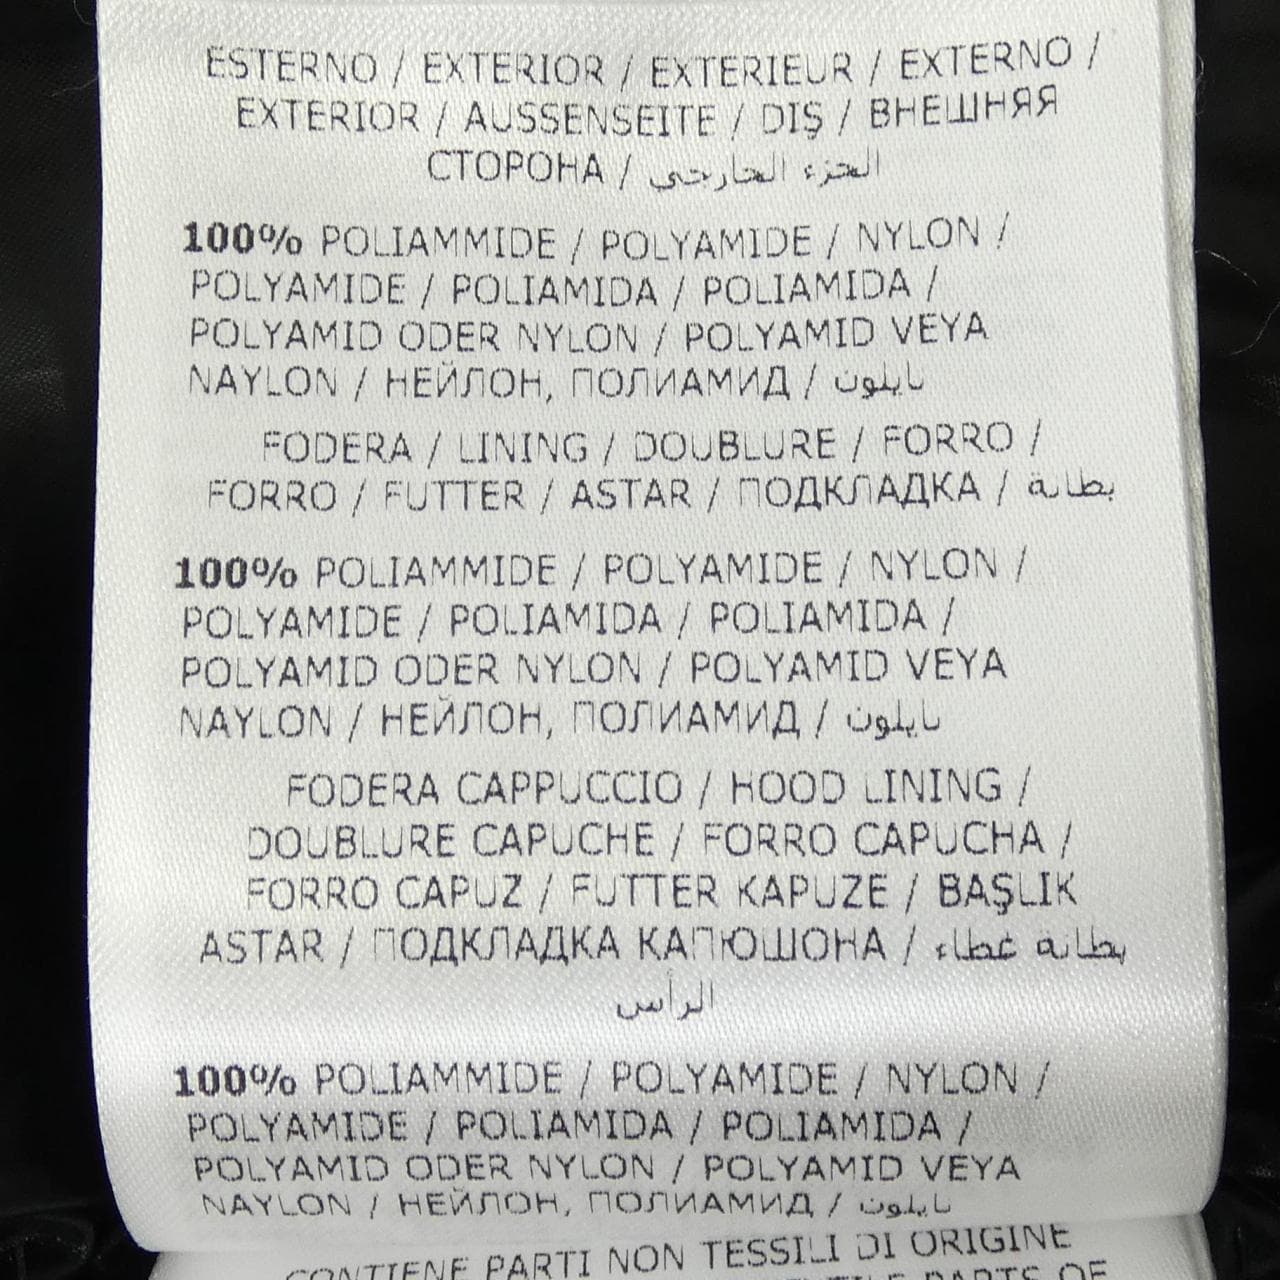 ESTERNO / EXTERIOR / EXTERIEUR / EXTERNO /
EXTERIOR / AUSSENSEITE / DIŞ / ВНЕШНЯЯ
СТОРОНА / الجزء الخارجي
100% POLIAMMIDE / POLYAMIDE / NYLON /
POLYAMIDE / POLIAMIDA / POLIAMIDA /
POLYAMID ODER NYLON / POLYAMID VEYA
NAYLON / НЕЙЛОН, ПОЛИАМИД / نايلون
FODERA / LINING / DOUBLURE / FORRO /
FORRO / FUTTER / ASTAR / ПОДКЛАДКА / بطانة
100% POLIAMMIDE / POLYAMIDE / NYLON /
POLYAMIDE / POLIAMIDA / POLIAMIDA /
POLYAMID ODER NYLON / POLYAMID VEYA
NAYLON / НЕЙЛОН, ПОЛИАМИД / نايلون
FODERA CAPPUCCIO / HOOD LINING /
DOUBLURE CAPUCHE / FORRO CAPUCHA /
FORRO CAPUZ / FUTTER KAPUZE / BAŞLIK
ASTAR / ПОДКЛАДКА КАПЮШОНА / بطانة غطاء
الرأس
100% POLIAMMIDE / POLYAMIDE / NYLON /
POLYAMIDE / POLIAMIDA / POLIAMIDA /
POLYAMID ODER NYLON / POLYAMID VEYA
NAYLON / НЕЙЛОН, ПОЛИАМИД / نايلون
CONTIENE PARTI NON TESSILI DI ORIGINE
PARTS OF